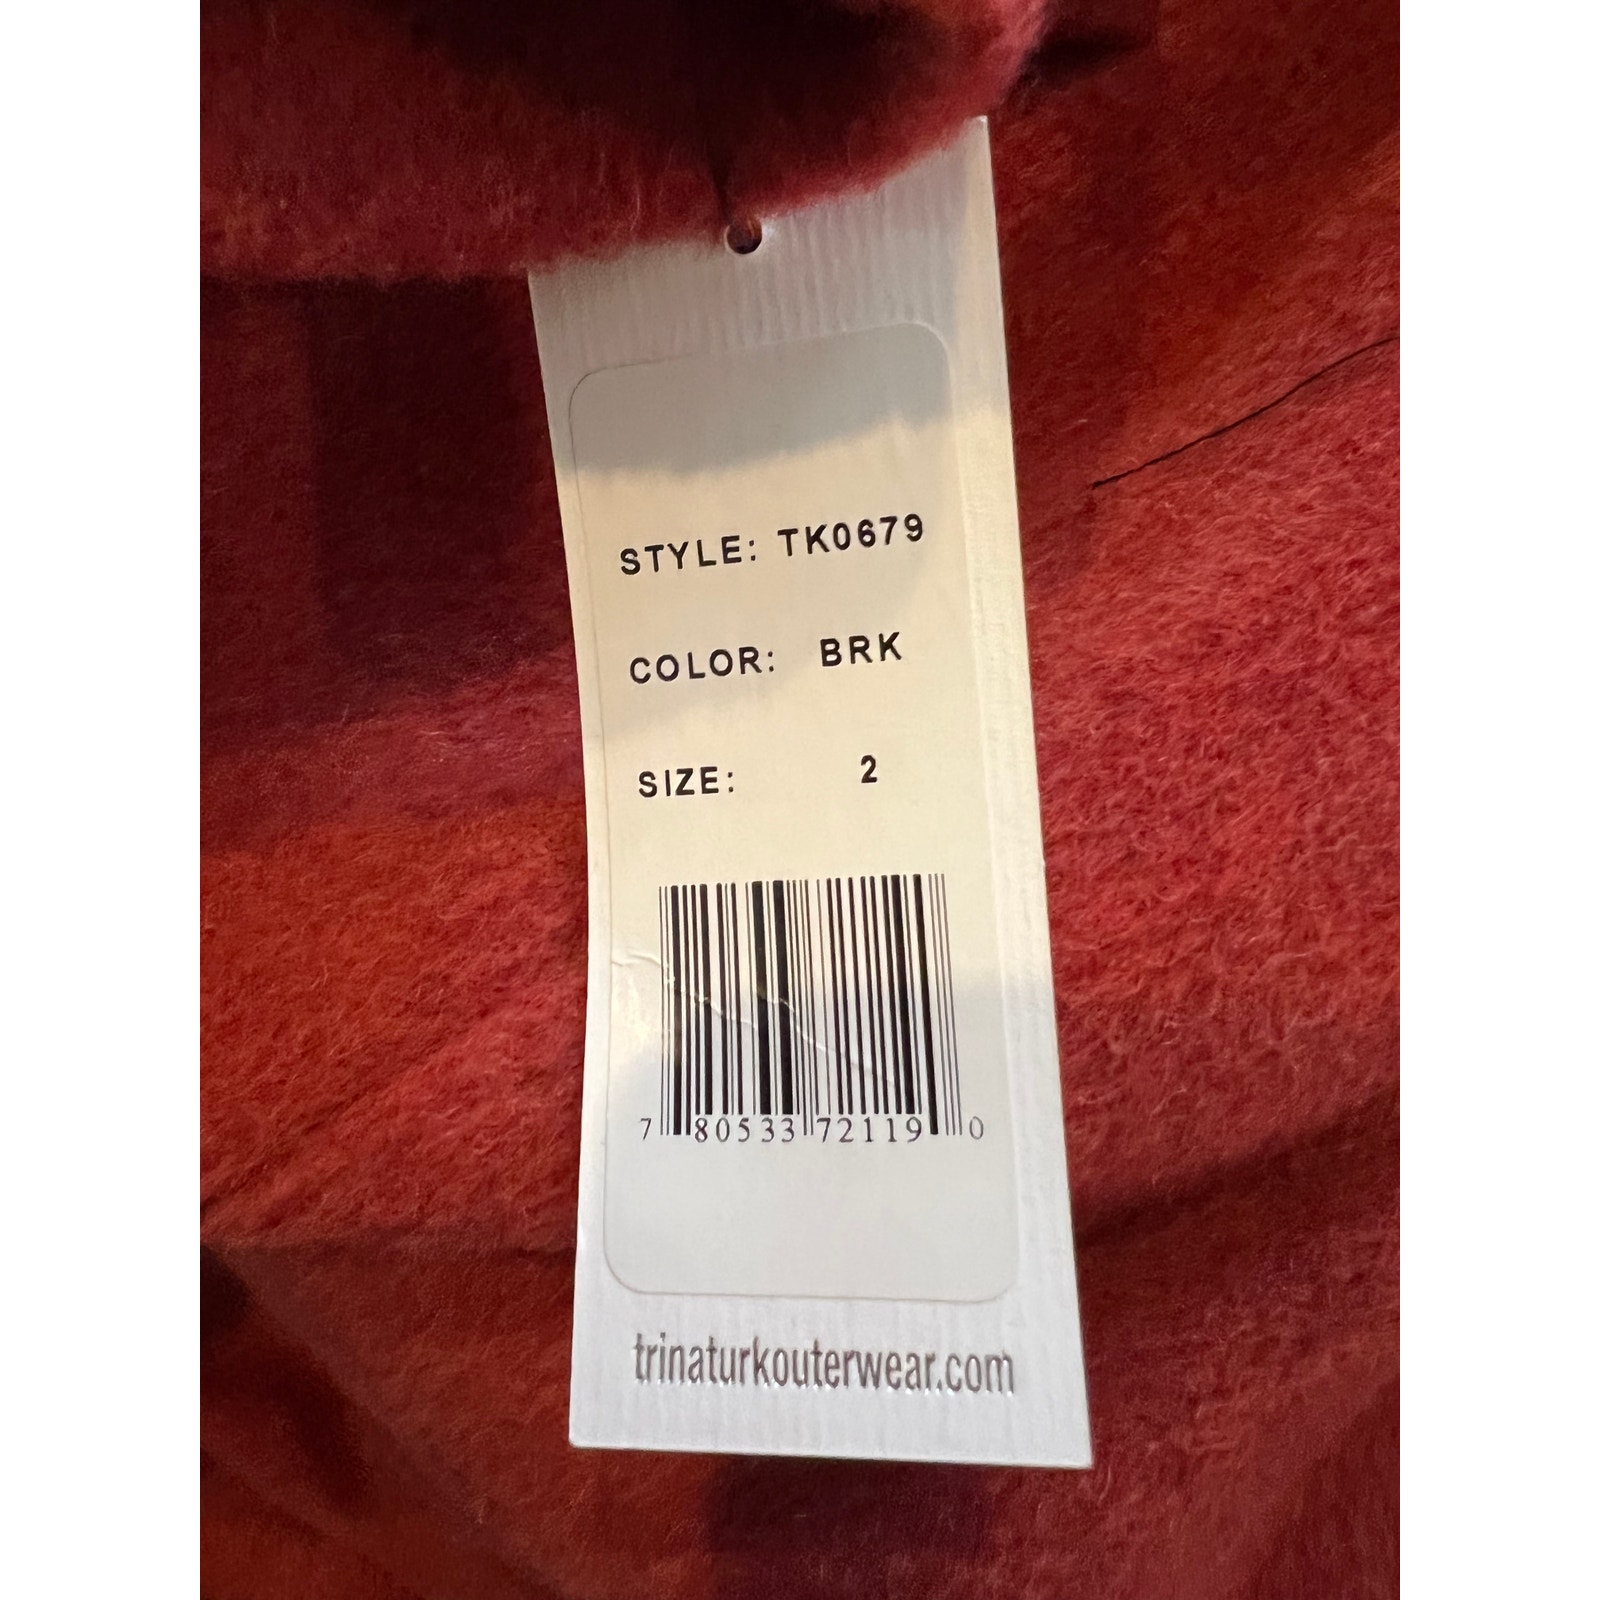 STYLE: TK0679
COLOR: BRK
SIZE: 2
7 80533 72119 0
trinaturkouterwear.com